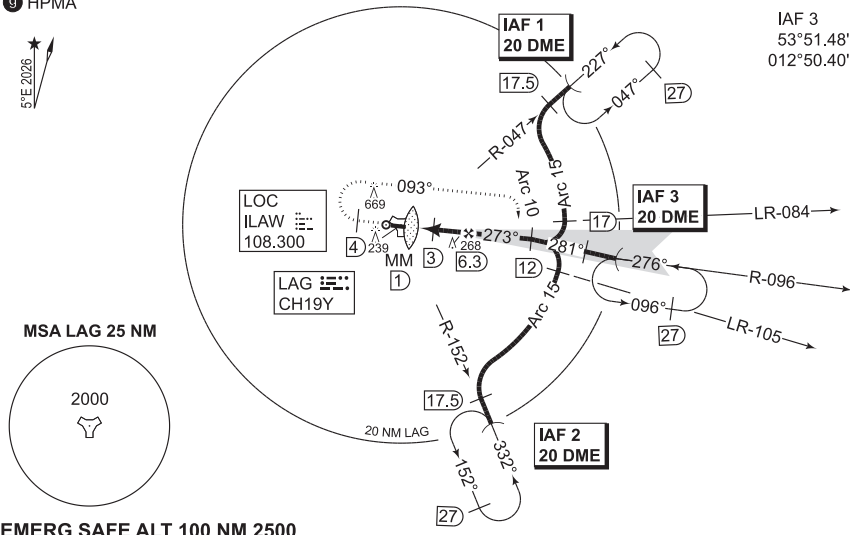 9 HPMA
5°E 2026
IAF 1
20 DME
IAF 3
53°51.48'
012°50.40'
227°
047°
17.5
27
R-047
Arc 15
Arc 10
093°
669
LOC
ILAW
108.300
IAF 3
20 DME
17
LR-084
4
239
MM
1
3
268
6.3
273°
281°
12
276°
R-096
096°
27
LR-105
LAG
CH19Y
Arc 15
R-152
MSA LAG 25 NM
2000
17.5
20 NM LAG
IAF 2
20 DME
332°
152°
27
EMERG SAFE ALT 100 NM 2500